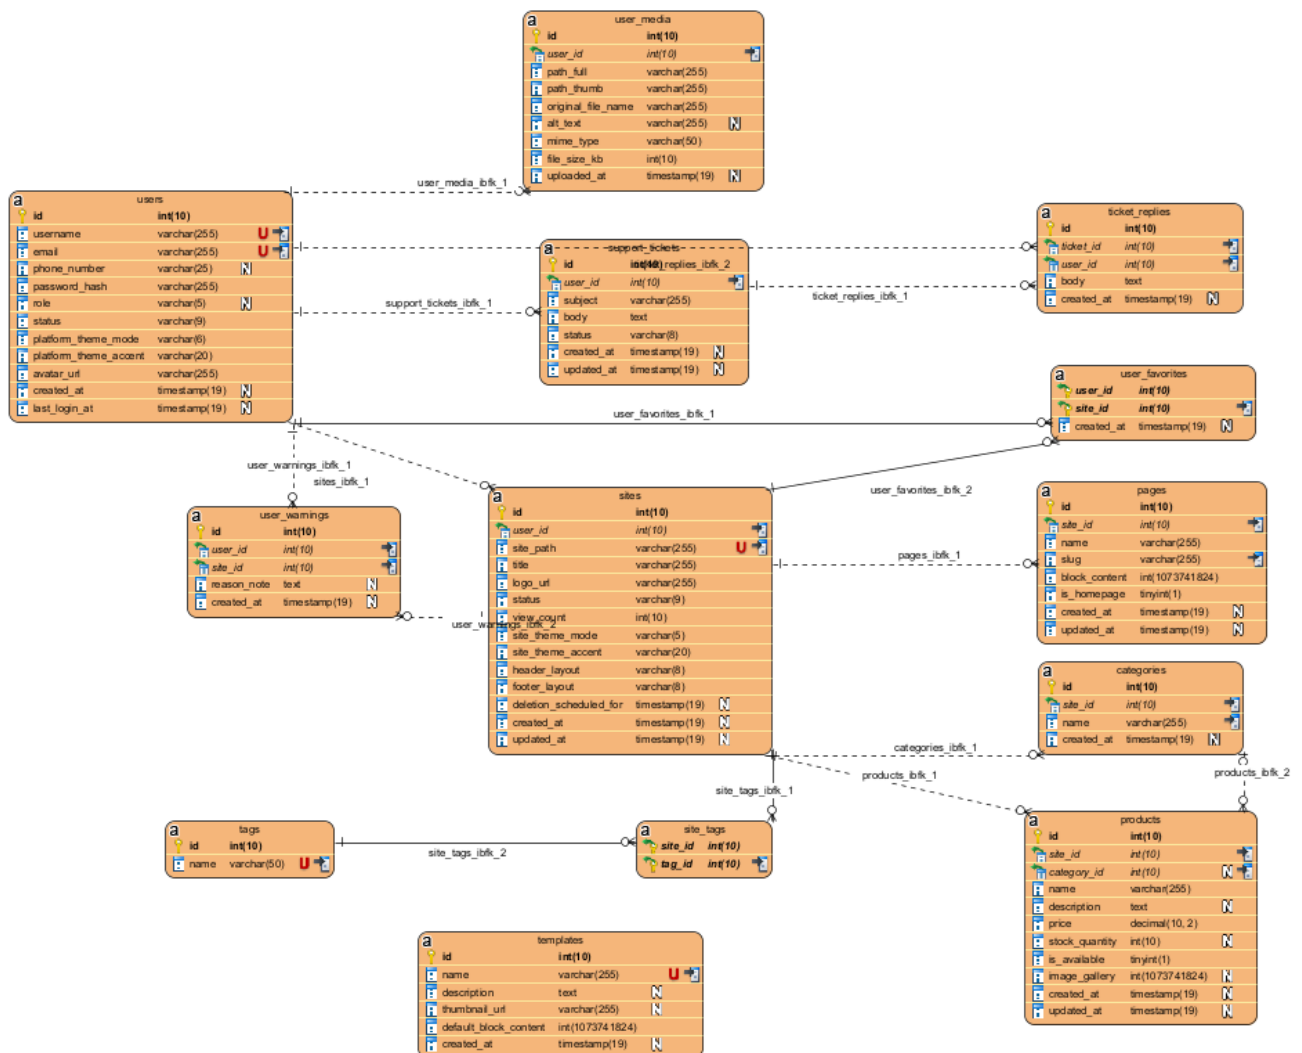 user_media
id int(10)
user_id int(10)
path_full varchar(255)
path_thumb varchar(255)
original_file_name varchar(255)
alt_text varchar(255) N
mime_type varchar(50)
file_size_kb int(10)
uploaded_at timestamp(19) N
user_media_ibfk_1
users
id int(10)
username varchar(255) U
email varchar(255) U
phone_number varchar(25) N
password_hash varchar(255)
role varchar(5) N
status varchar(9)
platform_theme_mode varchar(6)
platform_theme_accent varchar(20)
avatar_url varchar(255)
created_at timestamp(19) N
last_login_at timestamp(19) N
support_tickets_ibfk_1
support_tickets
id int(10)
ticket_replies_ibfk_2
user_id int(10)
subject varchar(255)
body text
status varchar(8)
created_at timestamp(19) N
updated_at timestamp(19) N
ticket_replies_ibfk_1
ticket_replies
id int(10)
ticket_id int(10)
user_id int(10)
body text
created_at timestamp(19) N
user_favorites_ibfk_1
user_favorites
user_id int(10)
site_id int(10)
created_at timestamp(19) N
user_favorites_ibfk_2
user_warnings_ibfk_1
sites_ibfk_1
user_warnings
id int(10)
user_id int(10)
site_id int(10)
reason_note text N
created_at timestamp(19) N
user_warnings_ibfk_2
sites
id int(10)
user_id int(10)
site_path varchar(255) U
title varchar(255)
logo_url varchar(255)
status varchar(9)
view_count int(10)
site_theme_mode varchar(5)
site_theme_accent varchar(20)
header_layout varchar(8)
footer_layout varchar(8)
deletion_scheduled_for timestamp(19) N
created_at timestamp(19) N
updated_at timestamp(19) N
pages_ibfk_1
pages
id int(10)
site_id int(10)
name varchar(255)
slug varchar(255)
block_content int(1073741824)
is_homepage tinyint(1)
created_at timestamp(19) N
updated_at timestamp(19) N
categories_ibfk_1
categories
id int(10)
site_id int(10)
name varchar(255)
created_at timestamp(19) N
products_ibfk_1
products_ibfk_2
site_tags_ibfk_1
tags
id int(10)
name varchar(50) U
site_tags_ibfk_2
site_tags
site_id int(10)
tag_id int(10)
products
id int(10)
site_id int(10)
category_id int(10) N
name varchar(255)
description text N
price decimal(10, 2)
stock_quantity int(10) N
is_available tinyint(1)
image_gallery int(1073741824) N
created_at timestamp(19) N
updated_at timestamp(19) N
templates
id int(10)
name varchar(255) U
description text N
thumbnail_url varchar(255) N
default_block_content int(1073741824)
created_at timestamp(19) N